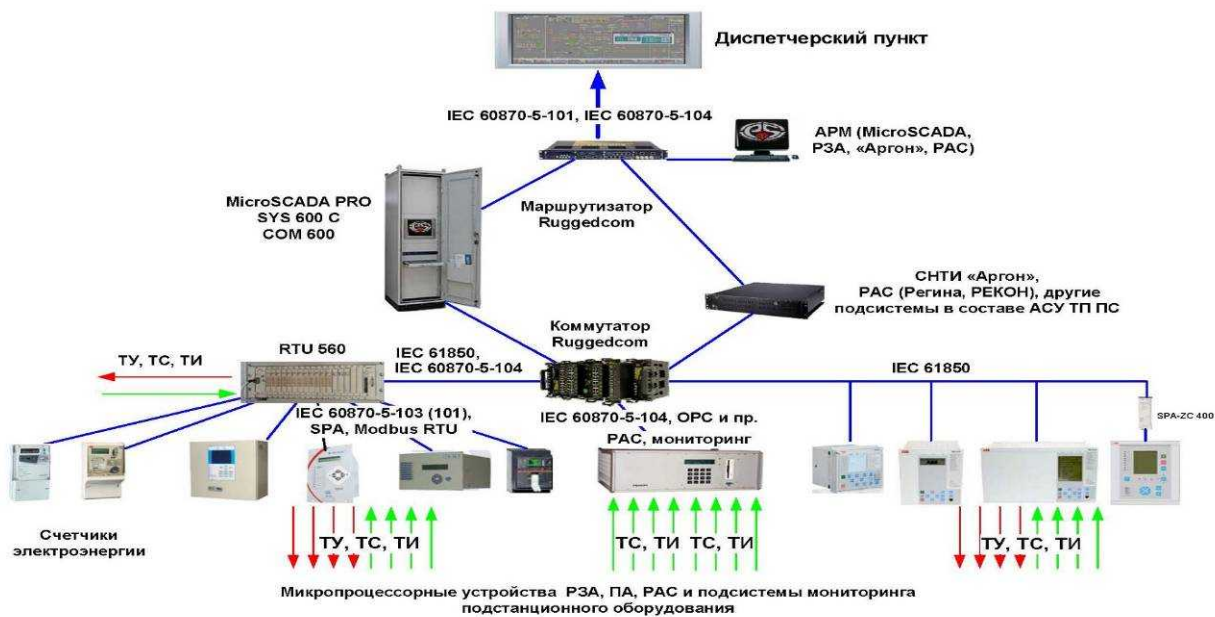 Диспетчерский пункт
IEC 60870-5-101, IEC 60870-5-104
АРМ (MicroSCADA,
РЗА, «Аргон», РАС)
MicroSCADA PRO
SYS 600 C
COM 600
Маршрутизатор
Ruggedcom
СНТИ «Аргон»,
РАС (Регина, РЕКОН), другие
подсистемы в составе АСУ ТП ПС
Коммутатор
Ruggedcom
RTU 560
ТУ, ТС, ТИ
IEC 61850,
IEC 60870-5-104
IEC 61850
SPA-ZC 400
IEC 60870-5-103 (101),
SPA, Modbus RTU
IEC 60870-5-104, OPC и пр.
РАС, мониторинг
Счетчики
электроэнергии
ТУ, ТС, ТИ
ТС, ТИ ТС, ТИ
ТУ, ТС, ТИ
Микропроцессорные устройства РЗА, ПА, РАС и подсистемы мониторинга
подстанционного оборудования